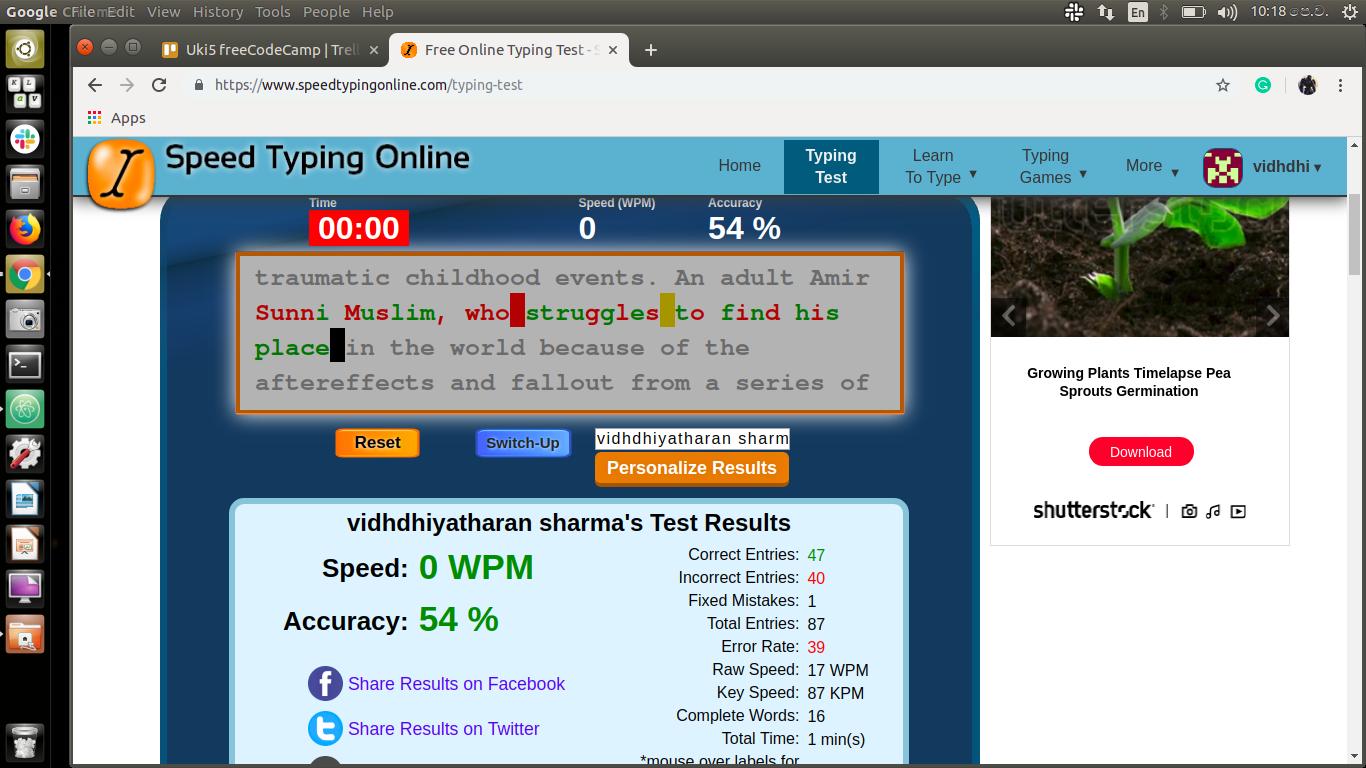 Google Chrome File Edit View History Tools People Help
En 10:18 පෙ.ව.
Uki5 freeCodeCamp | Trell
Free Online Typing Test - S
https://www.speedtypingonline.com/typing-test
Apps
Speed Typing Online
Home
Typing Test
Learn To Type
Typing Games
More
vidhdhi
Time Speed (WPM) Accuracy
00:00 0 54 %
traumatic childhood events. An adult Amir
Sunni Muslim, who struggles to find his
place in the world because of the
aftereffects and fallout from a series of
Reset
Switch-Up
vidhdhiyatharan sharm
Personalize Results
vidhdhiyatharan sharma's Test Results
Speed: 0 WPM
Accuracy: 54 %
Share Results on Facebook
Share Results on Twitter
Correct Entries: 47
Incorrect Entries: 40
Fixed Mistakes: 1
Total Entries: 87
Error Rate: 39
Raw Speed: 17 WPM
Key Speed: 87 KPM
Complete Words: 16
Total Time: 1 min(s)
*mouse over labels for
Growing Plants Timelapse Pea
Sprouts Germination
Download
shutterstock